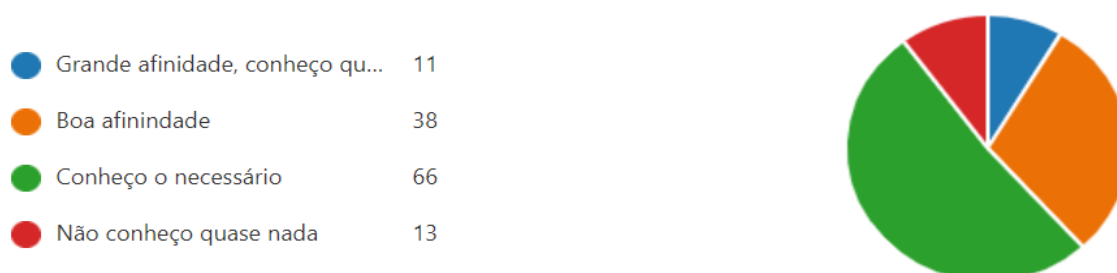 Grande afinidade, conheço qu... 11
Boa afinindade 38
Conheço o necessário 66
Não conheço quase nada 13